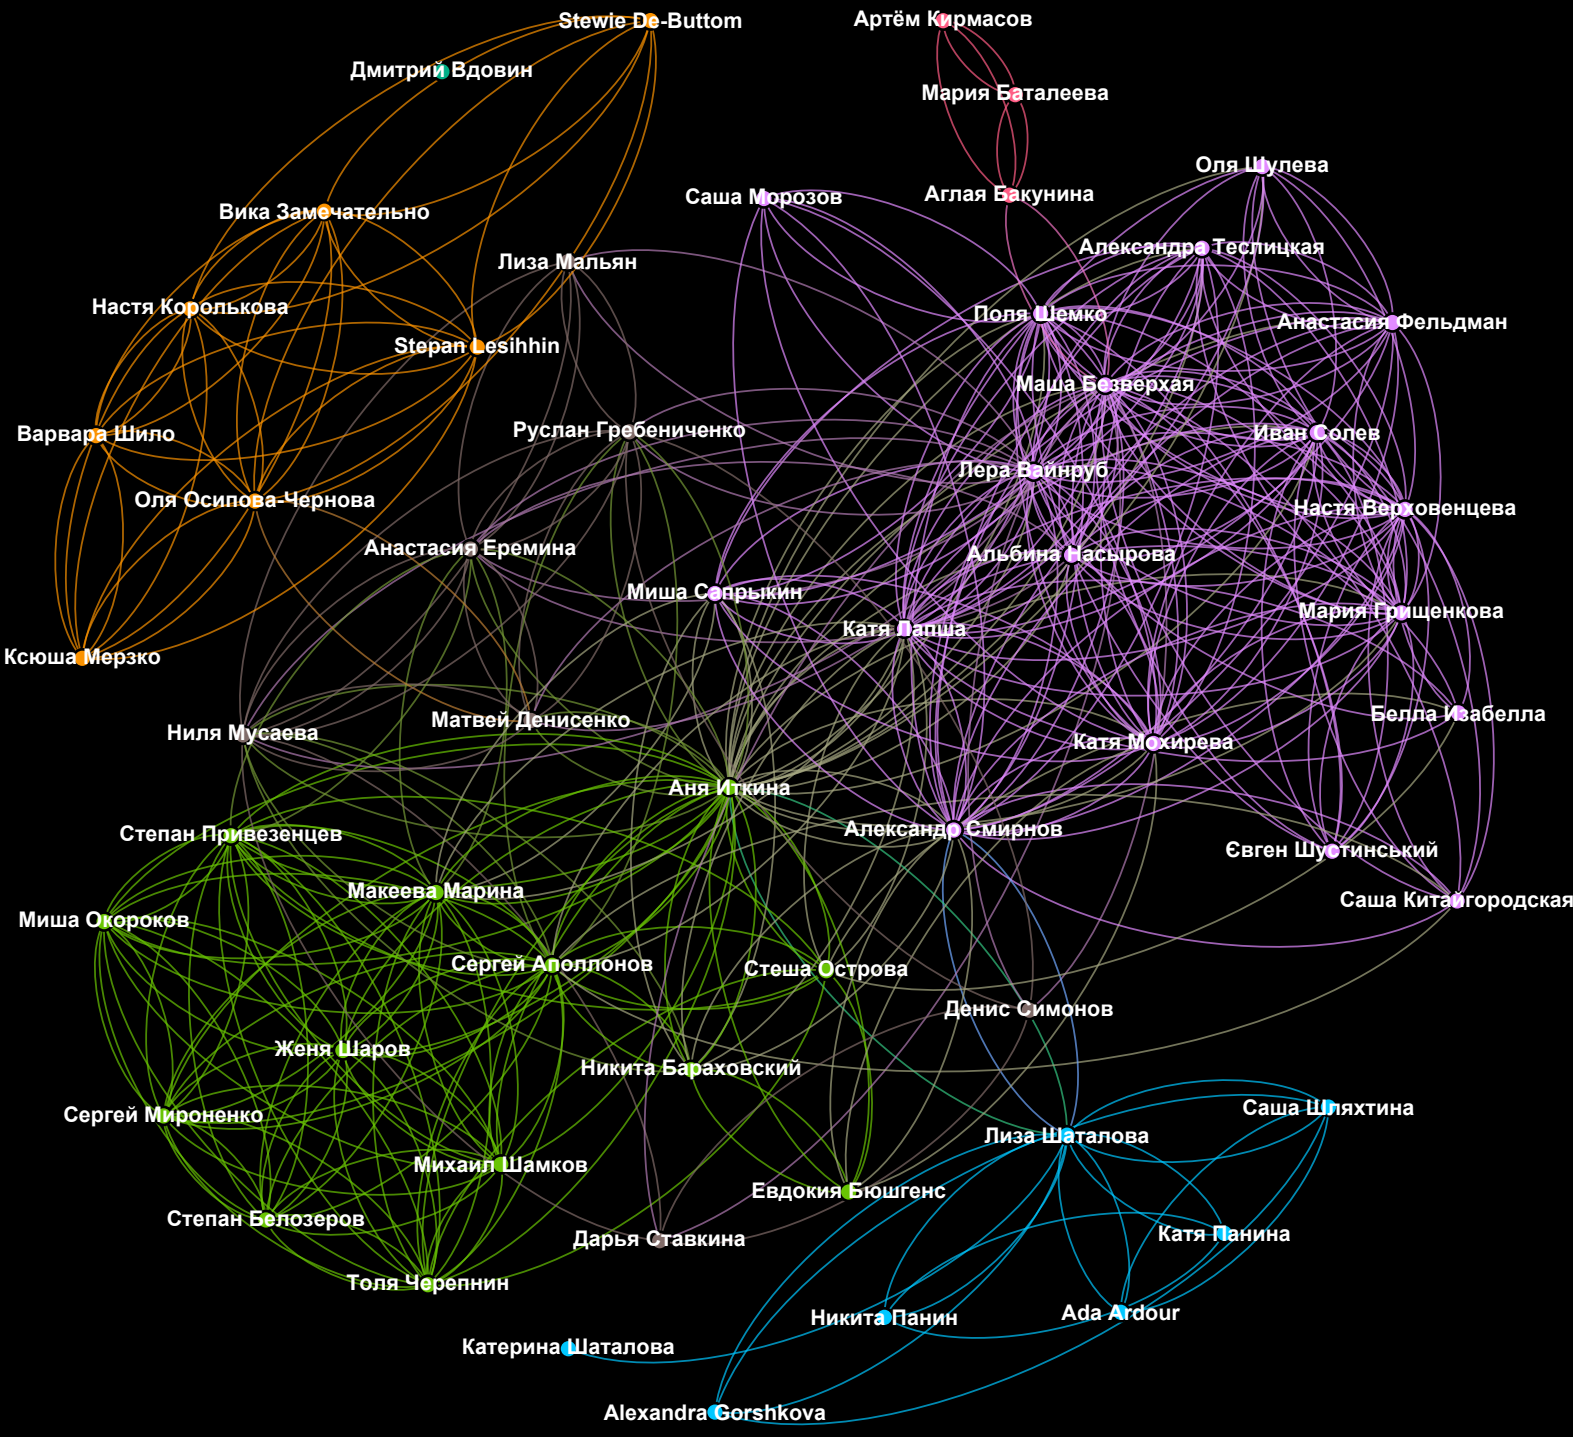 Stewie De-Buttom
Артём Кирмасов
Дмитрий Вдовин
Мария Баталеева
Оля Шулева
Саша Морозов
Аглая Бакунина
Вика Замечательно
Александра Теслицкая
Лиза Мальян
Настя Королькова
Поля Шемко
Анастасия Фельдман
Stepan Lesihhin
Маша Безверхая
Варвара Шило
Руслан Гребениченко
Иван Солев
Лера Вайнруб
Оля Осипова-Чернова
Настя Верховенцева
Анастасия Еремина
Альбина Насырова
Миша Сапрыкин
Мария Грищенкова
Катя Лапша
Ксюша Мерзко
Матвей Денисенко
Белла Изабелла
Ниля Мусаева
Катя Мохирева
Аня Иткина
Степан Привезенцев
Александр Смирнов
Євген Шустинський
Макеева Марина
Саша Китайгородская
Миша Окороков
Сергей Аполлонов
Стеша Острова
Денис Симонов
Женя Шаров
Никита Бараховский
Сергей Мироненко
Саша Шляхтина
Лиза Шаталова
Михаил Шамков
Евдокия Бюшгенс
Степан Белозеров
Дарья Ставкина
Катя Панина
Толя Черепнин
Никита Панин
Ada Ardour
Катерина Шаталова
Alexandra Gorshkova